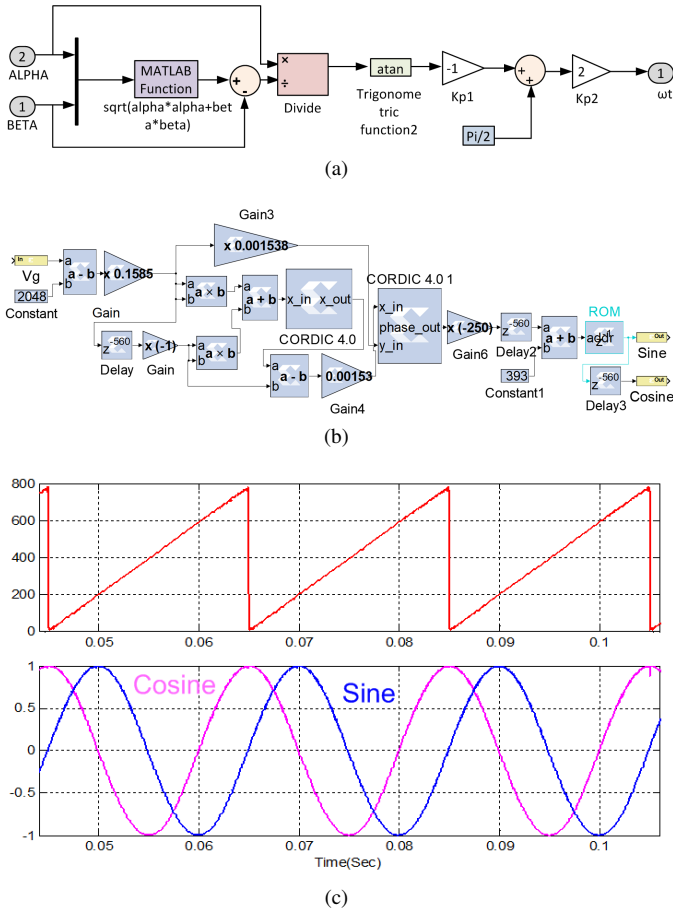 2
ALPHA
1
BETA
MATLAB
Function
sqrt(alpha*alpha+bet
a*beta)
+
-
×
÷
Divide
atan
Trigonome
tric
function2
-1
Kp1
+
+
Pi/2
2
Kp2
1
ωt
(a)
In
Vg
2048
Constant
a
b
a - b
x 0.1585
Gain
Gain3
x 0.001538
z-560
Delay
x (-1)
Gain
a
b
a × b
a
b
a × b
a
b
a + b
x_in x_out
CORDIC 4.0
a
b
a - b
0.00153
Gain4
CORDIC 4.0 1
x_in
phase_out
y_in
x (-250)
Gain6
z-560
Delay2
393
Constant1
a
b
a + b
ROM
addr
z-1
z-560
Delay3
Out
Sine
Out
Cosine
(b)
800
600
400
200
0
0.05 0.06 0.07 0.08 0.09 0.1
1
0.5
0
-0.5
-1
Cosine Sine
0.05 0.06 0.07 0.08 0.09 0.1
Time(Sec)
(c)